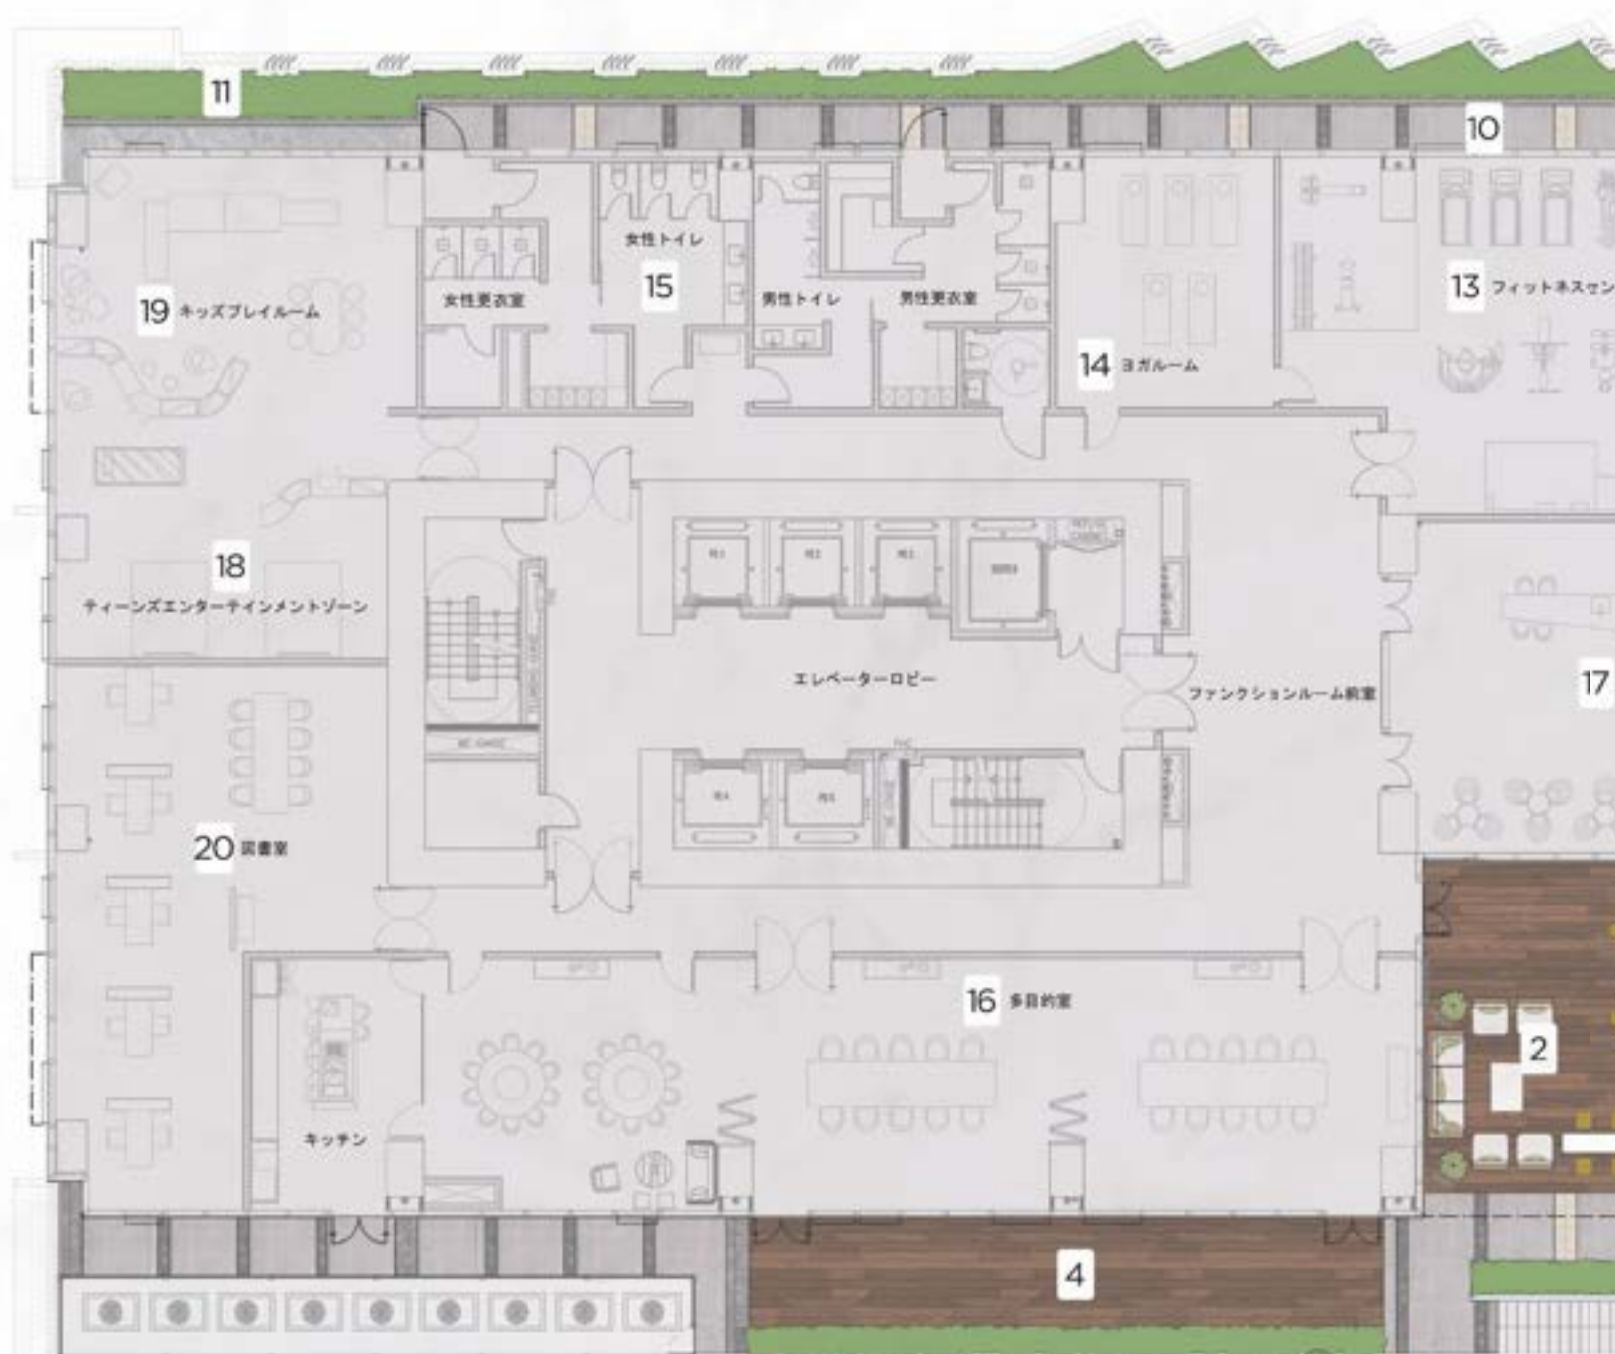 11
10
女性トイレ
15
女性更衣室
男性トイレ
男性更衣室
19 キッズプレイルーム
13 フィットネスセン
14 ヨガルーム
18
ティーンズエンターテインメントゾーン
エレベーターロビー
ファンクションルーム前室
17
20 図書室
16 多目的室
2
キッチン
4